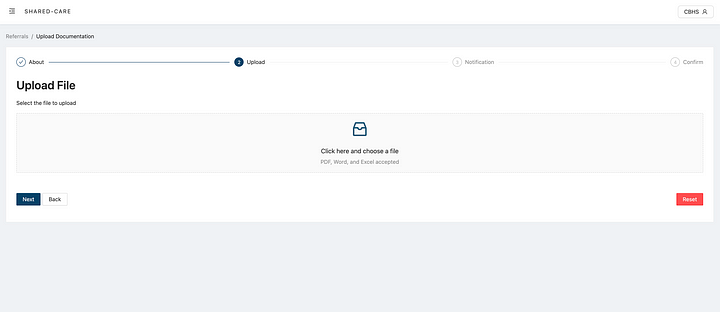 SHARED-CARE
CBHS
Referrals / Upload Documentation
About
2 Upload
3 Notification
4 Confirm
Upload File
Select the file to upload
Click here and choose a file
PDF, Word, and Excel accepted
Next Back Reset